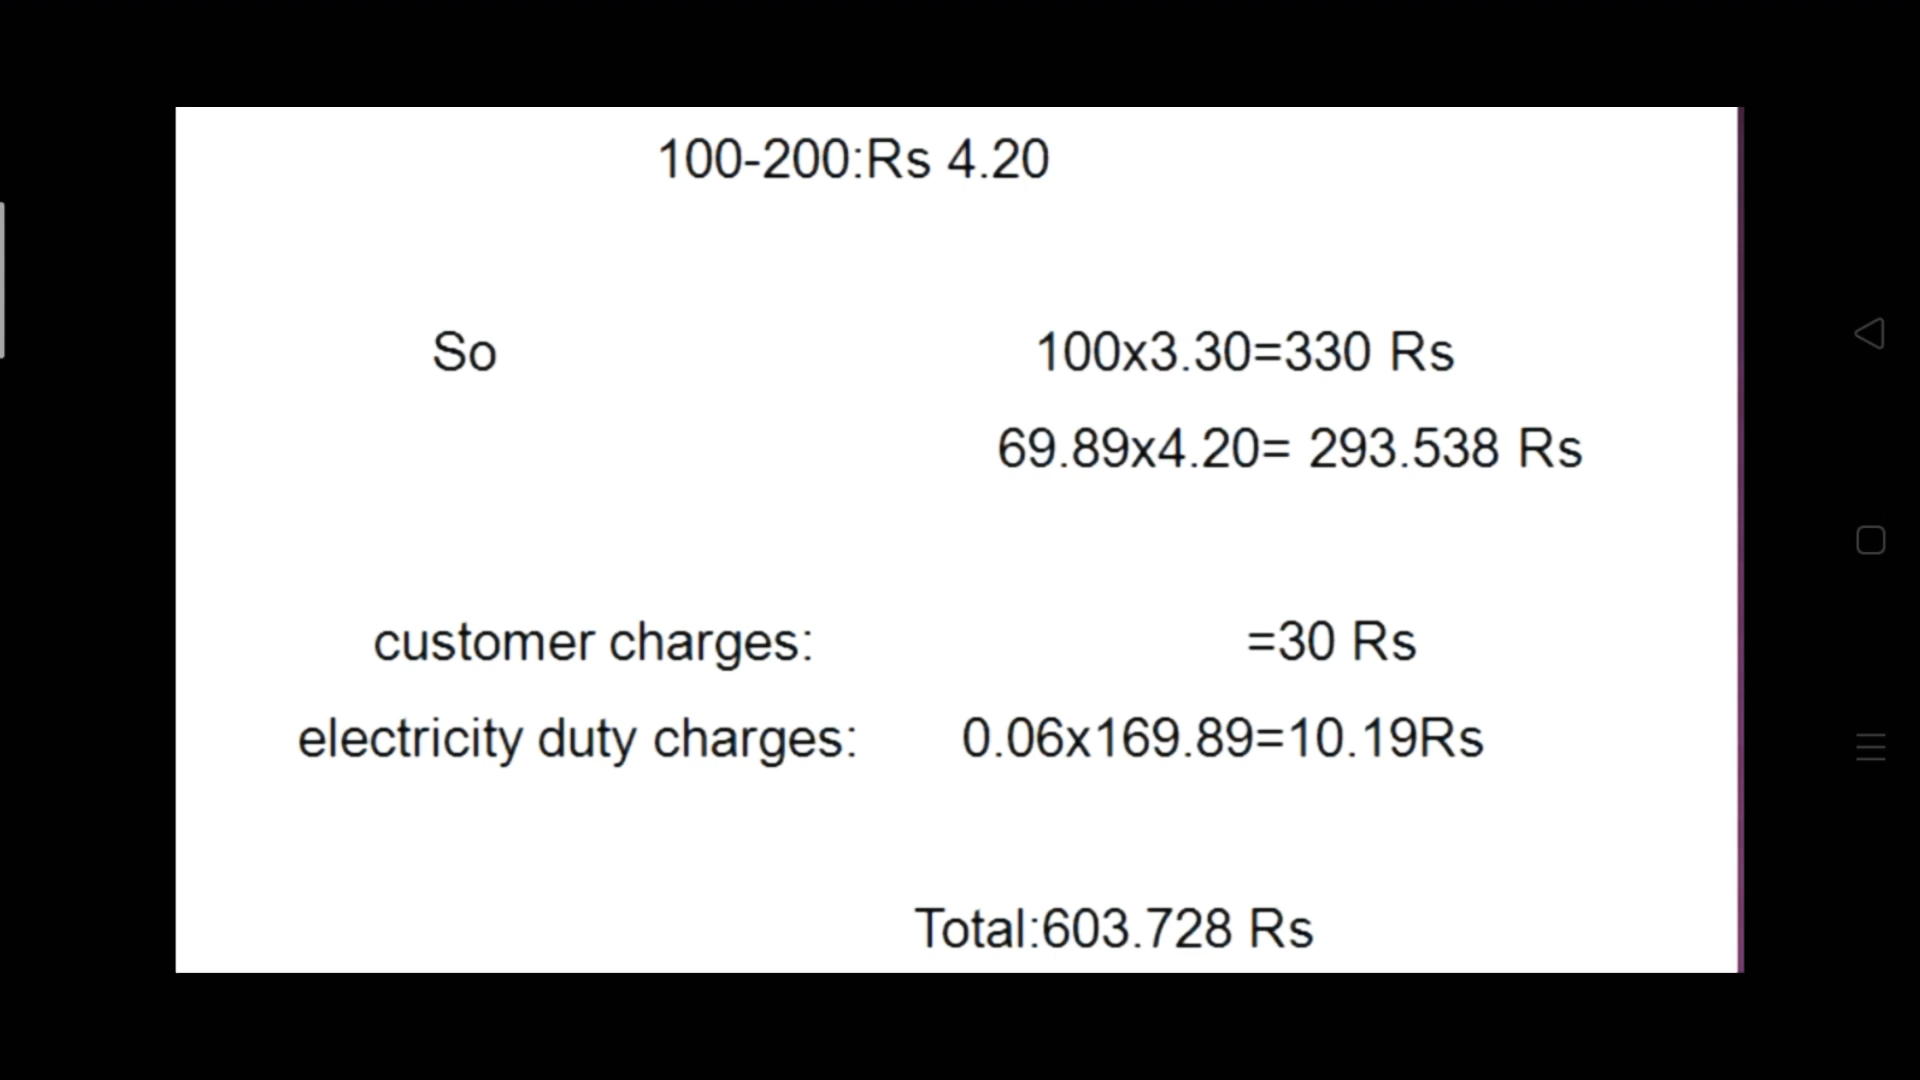 100-200:Rs 4.20
So 100x3.30=330 Rs
69.89x4.20= 293.538 Rs
customer charges: =30 Rs
electricity duty charges: 0.06x169.89=10.19Rs
Total:603.728 Rs